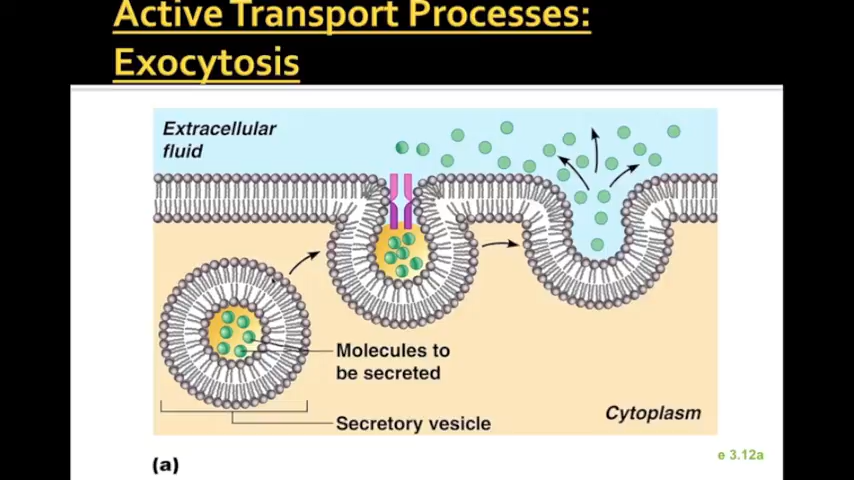 Active Transport Processes:
Exocytosis
Extracellular
fluid
Molecules to
be secreted
Secretory vesicle
Cytoplasm
e 3.12a
(a)